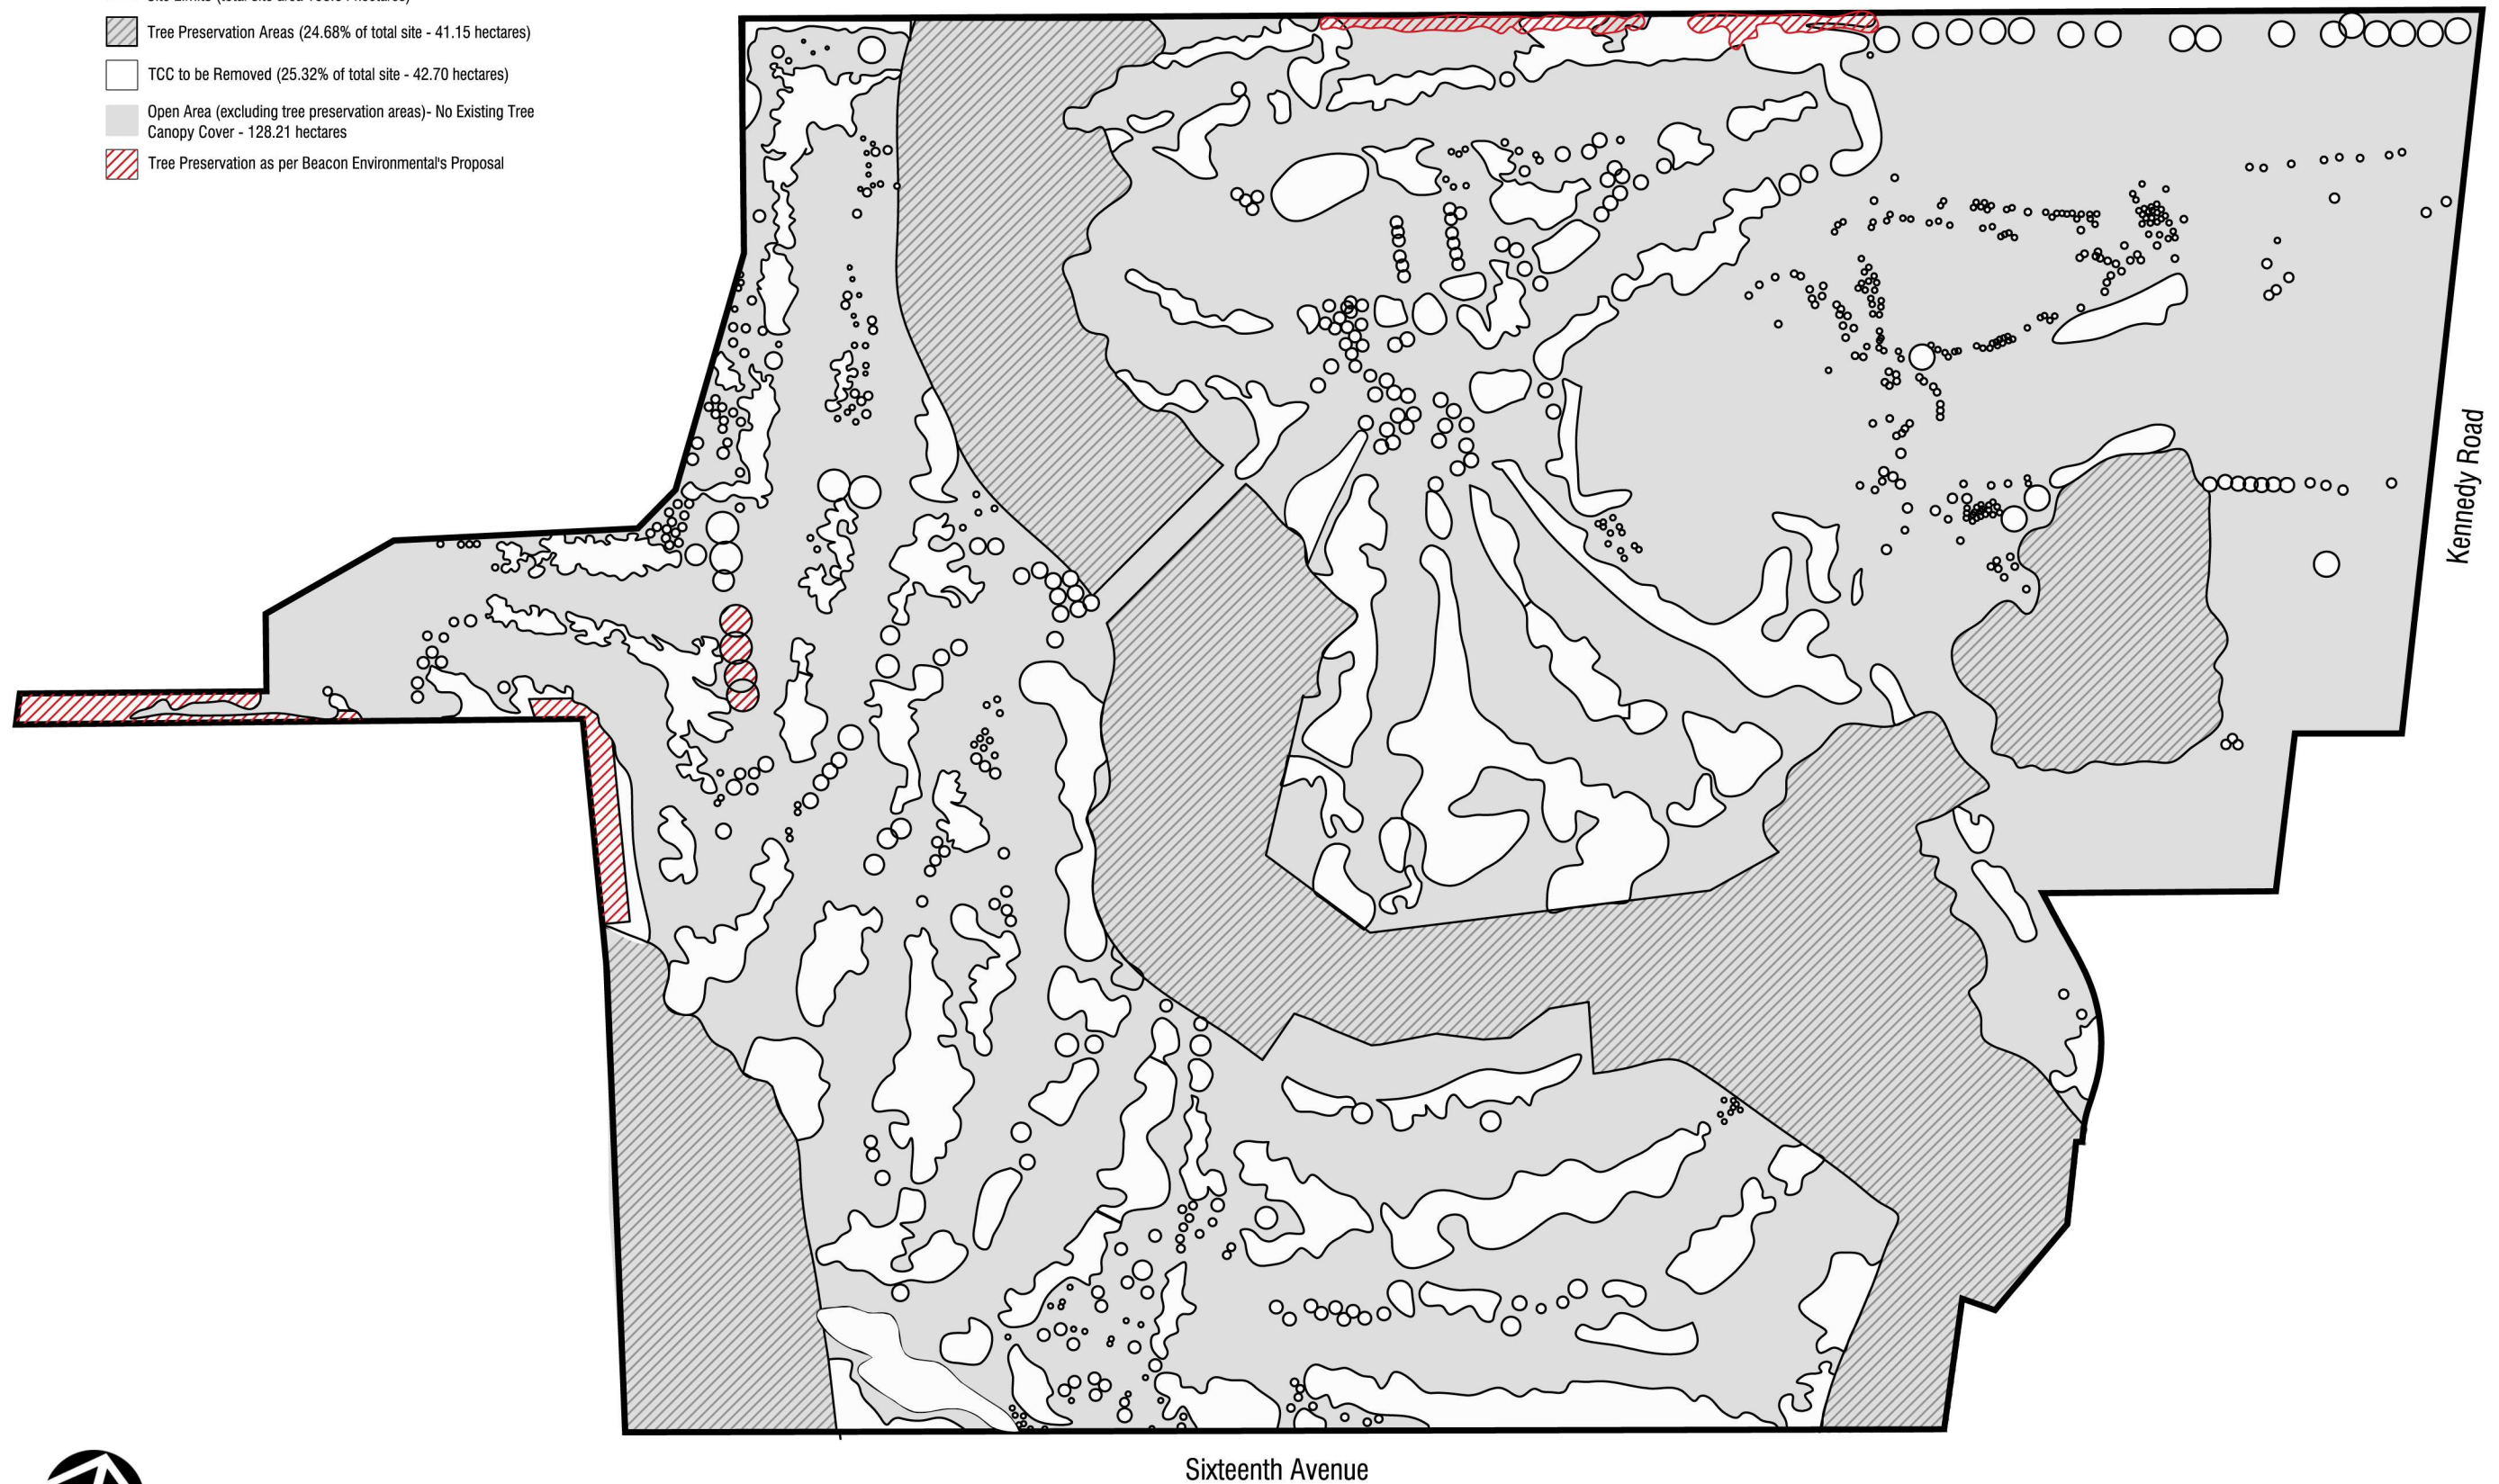 Tree Preservation Areas (24.68% of total site - 41.15 hectares)
TCC to be Removed (25.32% of total site - 42.70 hectares)
Open Area (excluding tree preservation areas)- No Existing Tree
Canopy Cover - 128.21 hectares
Tree Preservation as per Beacon Environmental's Proposal
Kennedy Road
Sixteenth Avenue